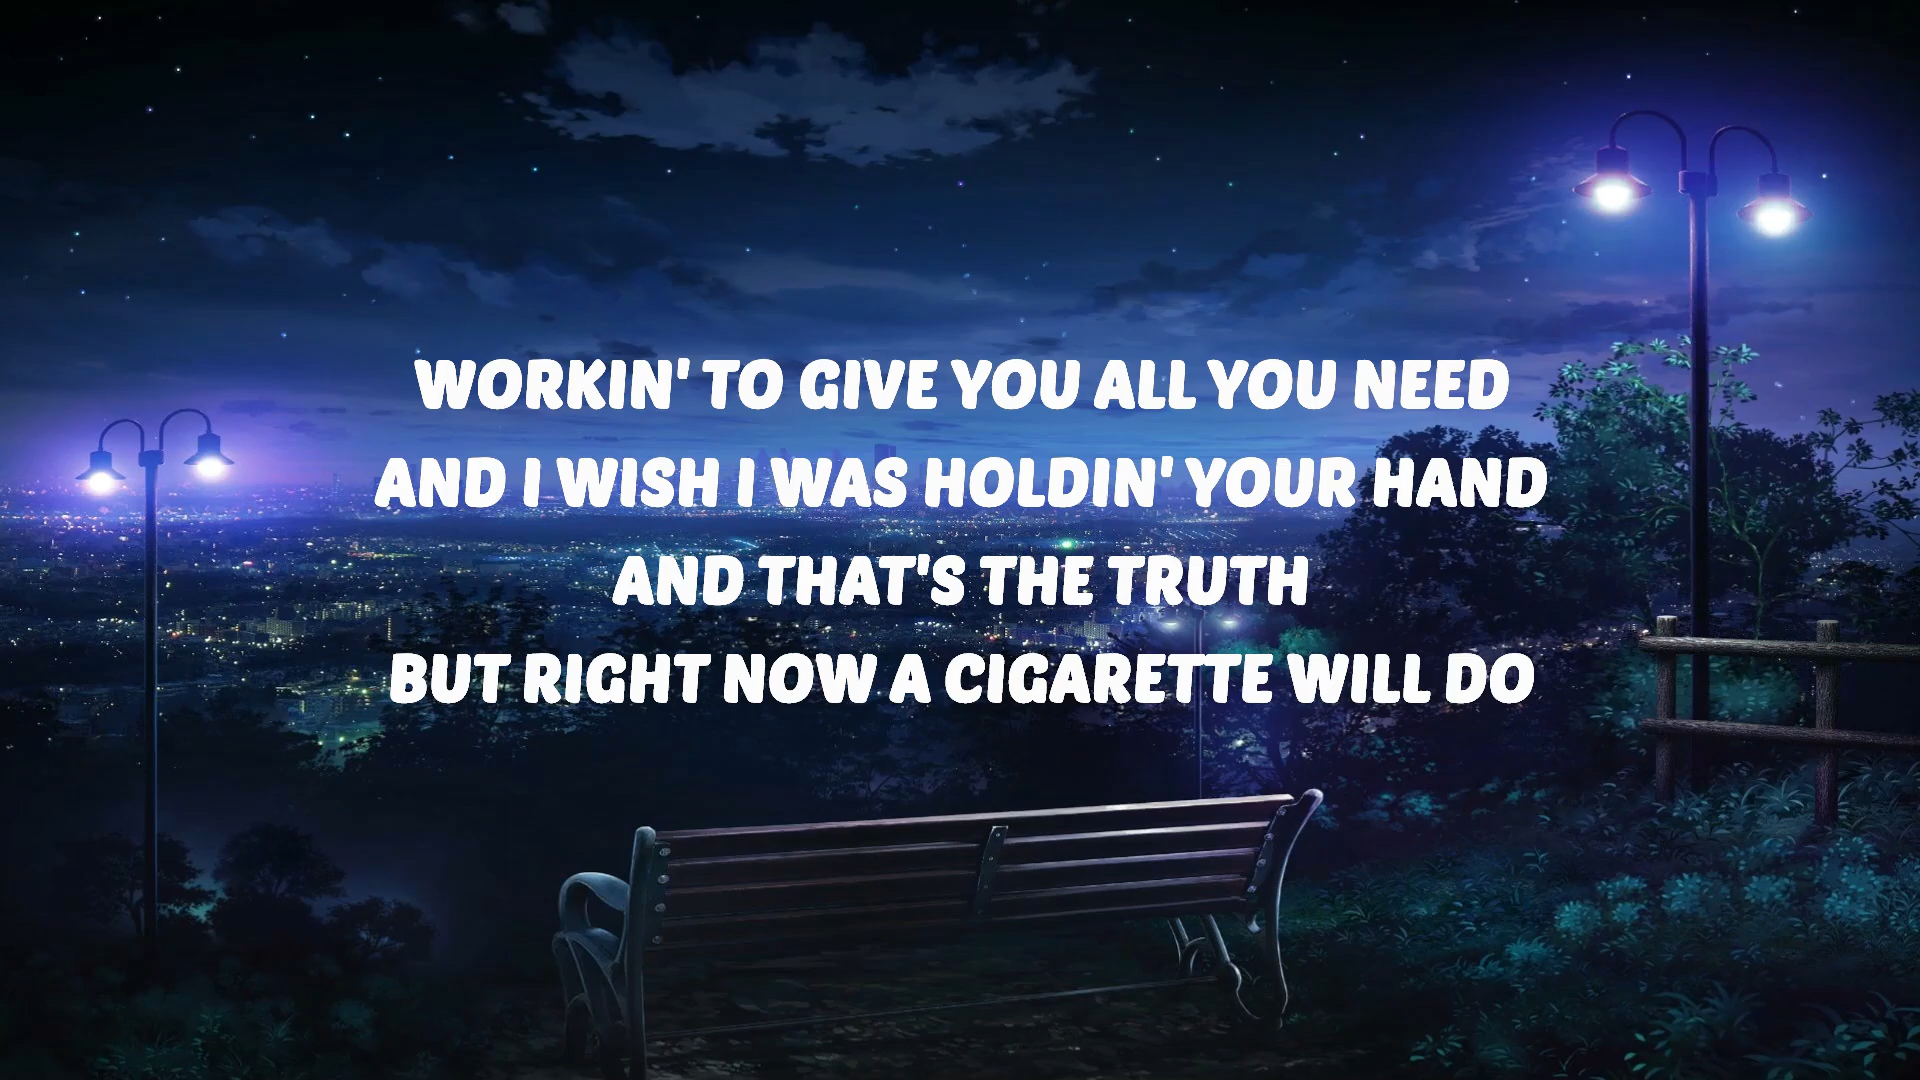 WORKIN' TO GIVE YOU ALL YOU NEED
AND I WISH I WAS HOLDIN' YOUR HAND
AND THAT'S THE TRUTH
BUT RIGHT NOW A CIGARETTE WILL DO